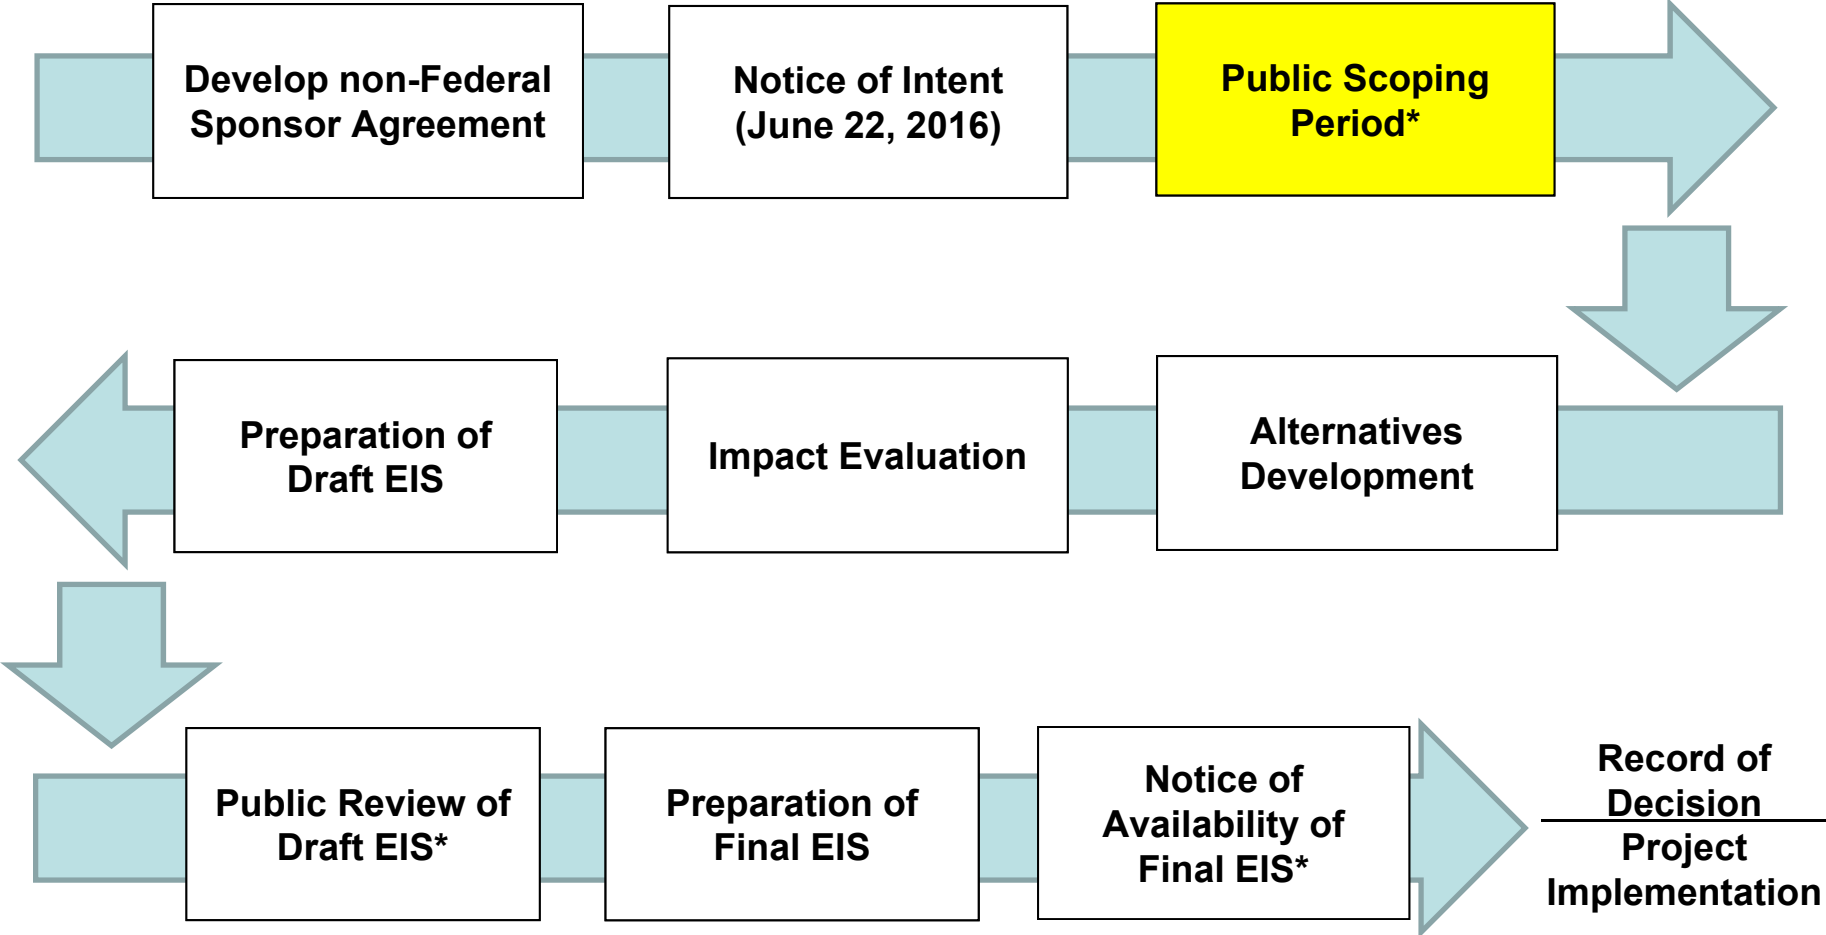 Develop non-Federal
Sponsor Agreement
Notice of Intent
(June 22, 2016)
Public Scoping
Period*
Alternatives
Development
Impact Evaluation
Preparation of
Draft EIS
Public Review of
Draft EIS*
Preparation of
Final EIS
Notice of
Availability of
Final EIS*
Record of
Decision
Project
Implementation